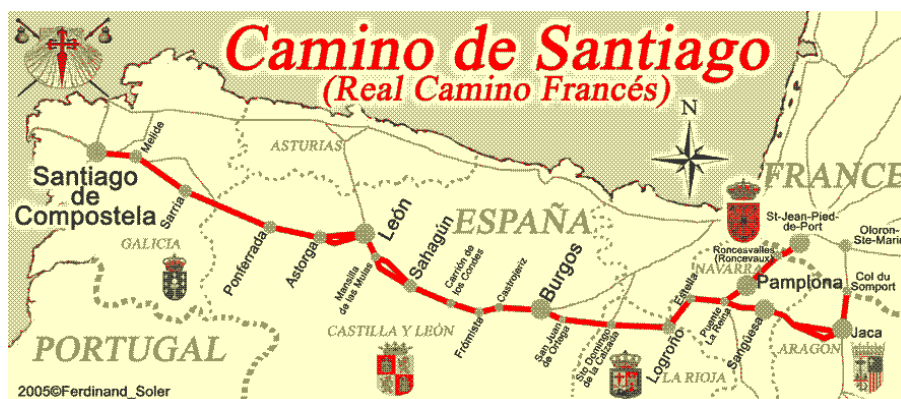 Camino de Santiago
(Real Camino Francés)
N
ASTURIAS
FRANCE
ESPAÑA
Melide
Santiago
de
Compostela
Sarria
GALICIA
Ponferrada
Astorga
León
Mansilla
de las Mulas
Sahagún
Carrión de
los Condes
Frómista
Castrojeriz
Burgos
San Juan
de Ortega
Sto Domingo
de la Calzada
Logroño
Estella
Puente
La Reina
Pamplona
NAVARRA
Roncesvalles
(Roncevaux)
St-Jean-Pied-
de-Port
Oloron-
Ste-Marie
Col du
Somport
Sangüesa
Jaca
ARAGÓN
LA RIOJA
CASTILLA Y LEÓN
PORTUGAL
2005©Ferdinand_Soler